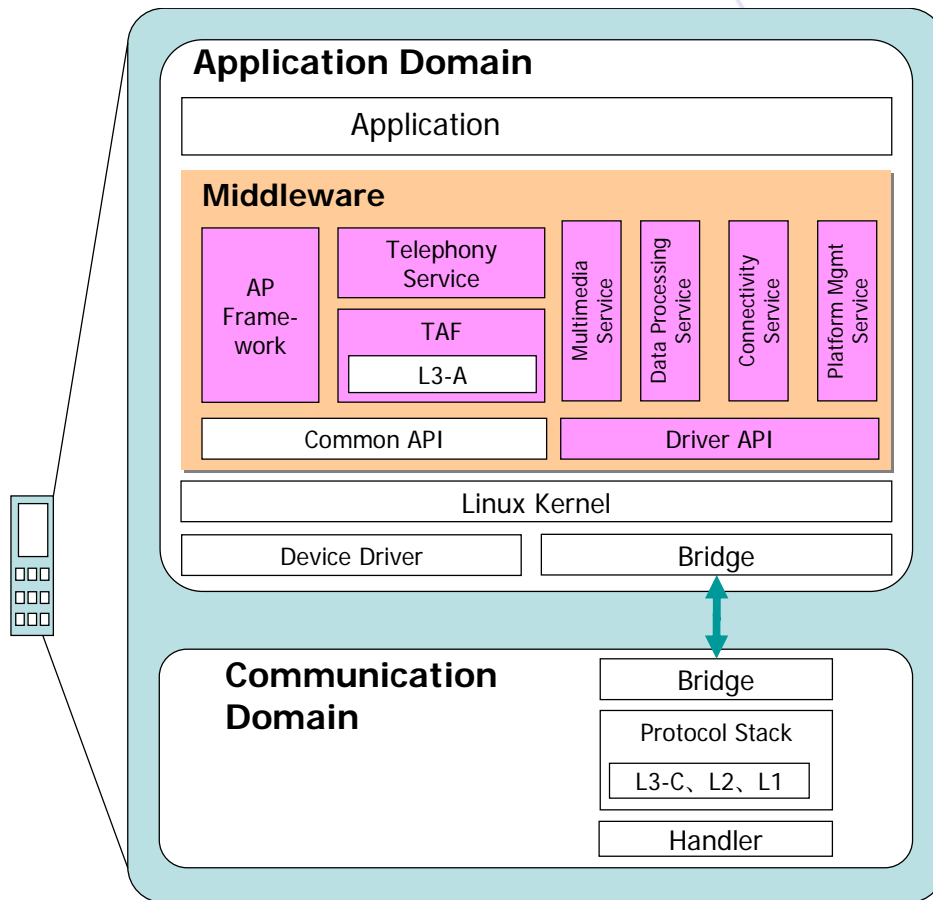 Application Domain
Application
Middleware
AP
Frame-
work
Telephony
Service
TAF
L3-A
Multimedia
Service
Data Processing
Service
Connectivity
Service
Platform Mgmt
Service
Common API
Driver API
Linux Kernel
Device Driver
Bridge
Communication
Domain
Bridge
Protocol Stack
L3-C、L2、L1
Handler